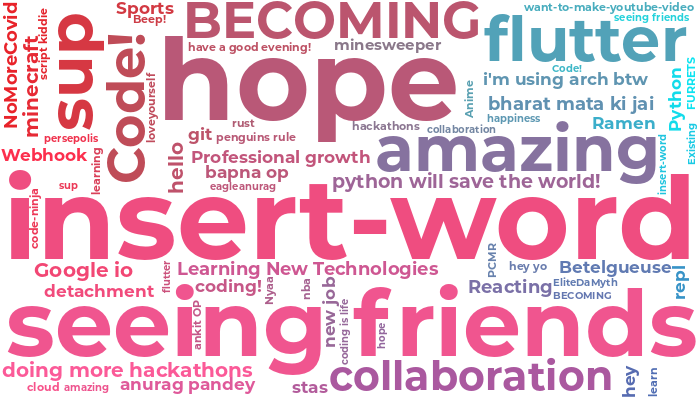 NoMoreCovid
minecraft
script kiddie
sup
Sports
Beep!
Code!
loveyourself
BECOMING
have a good evening!
minesweeper
hope
want-to-make-youtube-video
seeing friends
flutter
Code!
i'm using arch btw
Anime
bharat mata ki jai
happiness
Ramen
Python
FURRETS
Existing
persepolis
Webhook
learning
hello
git
rust
penguins rule
hackathons
collaboration
Professional growth
amazing
insert-word
bapna op
eagleanurag
python will save the world!
sup
code-ninja
insert-word
Google io
detachment
flutter
Learning New Technologies
coding!
Nyaa
nba
new job
PCMR
hey yo
Betelgueuse
Reacting
EliteDaMyth
BECOMING
repl
seeing friends
ankit OP
coding is life
hope
doing more hackathons
cloud
amazing
anurag pandey
stas
collaboration
hey
learn